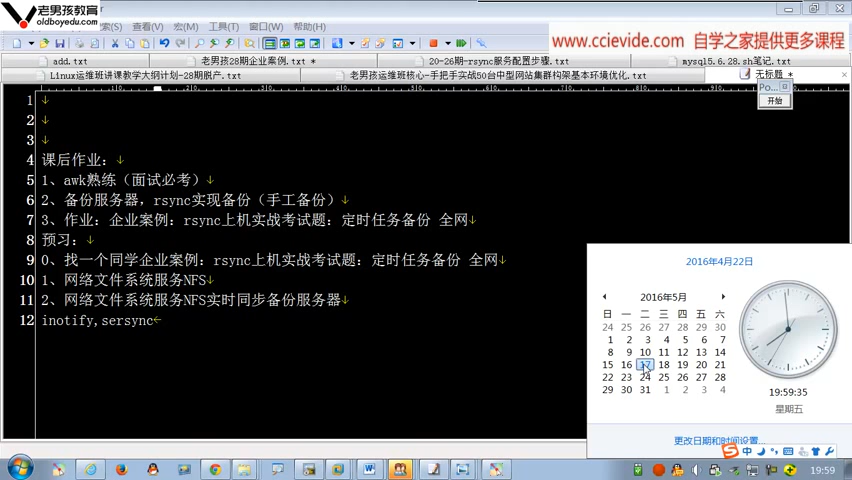 老男孩教育
oldboyedu.com
索(S) 查看(V) 宏(M) 工具(T) 窗口(W) 帮助(H)
www.ccievide.com 自学之家提供更多课程
add.txt
老男孩28期企业案例.txt *
20-26期-rsync服务配置步骤.txt
mysql5.6.28.sh笔记.txt
Linux运维班讲课教学大纲计划-28期脱产.txt
老男孩运维班核心-手把手实战50台中型网站集群构架基本环境优化.txt
无标题 *
Po...
开始
1
2
3
4 课后作业:
5 1、awk熟练（面试必考）
6 2、备份服务器，rsync实现备份（手工备份）
7 3、作业：企业案例：rsync上机实战考试题：定时任务备份 全网
8 预习：
9 0、找一个同学企业案例：rsync上机实战考试题：定时任务备份 全网
10 1、网络文件系统服务NFS
11 2、网络文件系统服务NFS实时同步备份服务器
12 inotify,sersync
2016年4月22日
2016年5月
日 一 二 三 四 五 六
24 25 26 27 28 29 30
1 2 3 4 5 6 7
8 9 10 11 12 13 14
15 16 17 18 19 20 21
22 23 24 25 26 27 28
29 30 31 1 2 3 4
19:59:35
星期五
更改日期和时间设置...
中
19:59